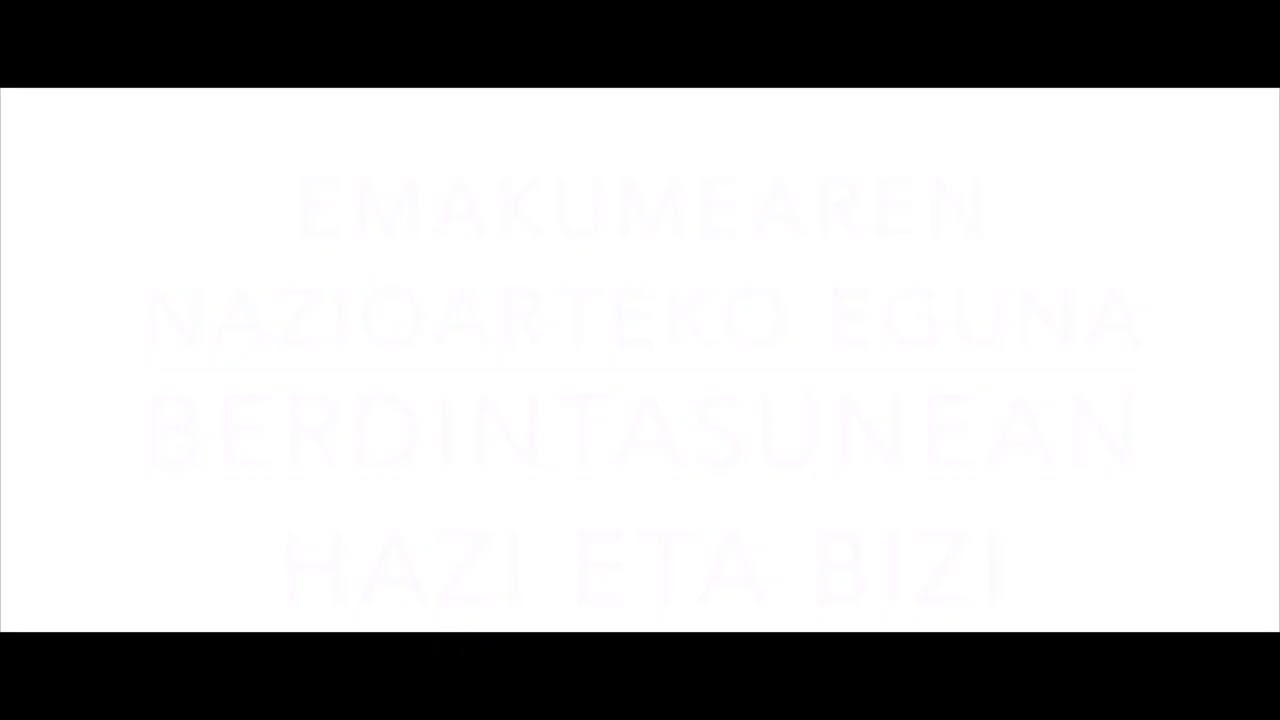 EMAKUMEAREN
NAZIOARTEKO EGUNA
BERDINTASUNEAN
HAZI ETA BIZI